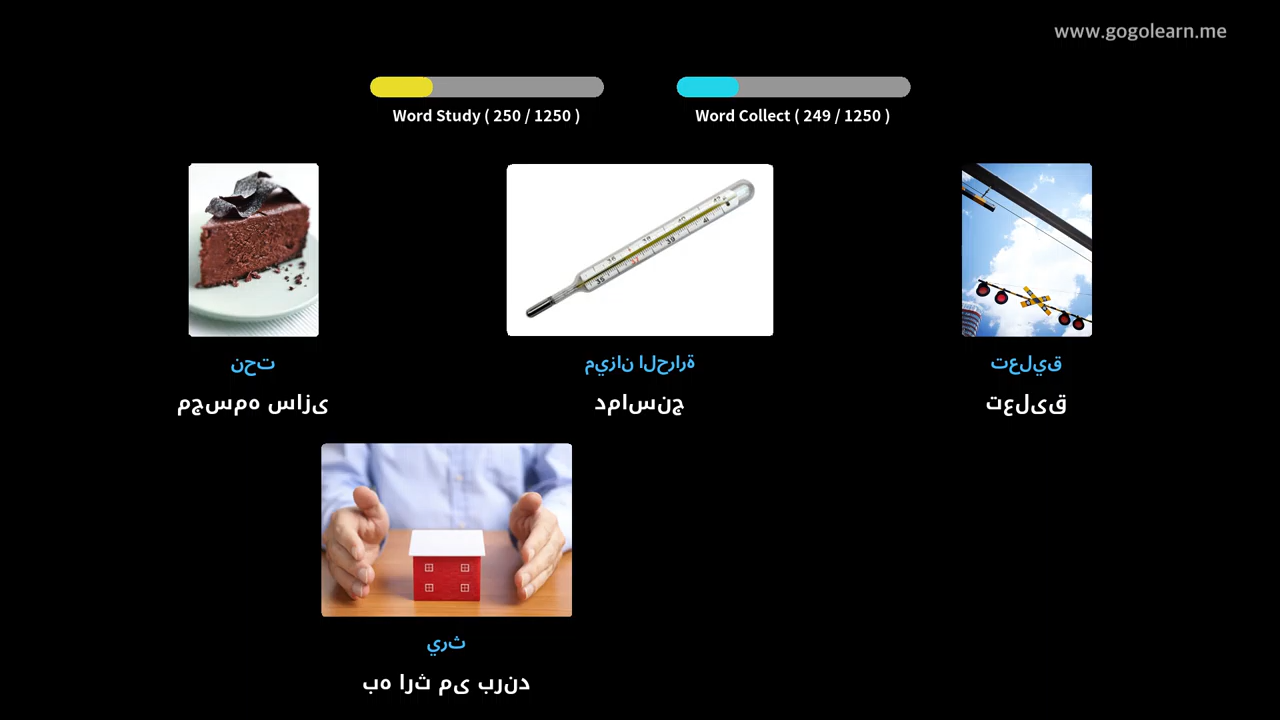 www.gogolearn.me
Word Study ( 250 / 1250 )
Word Collect ( 249 / 1250 )
نحت
ميزان الحرارة
تعليق
مجسمه سازی
دماسنج
تعلیق
يرث
به ارث می برند